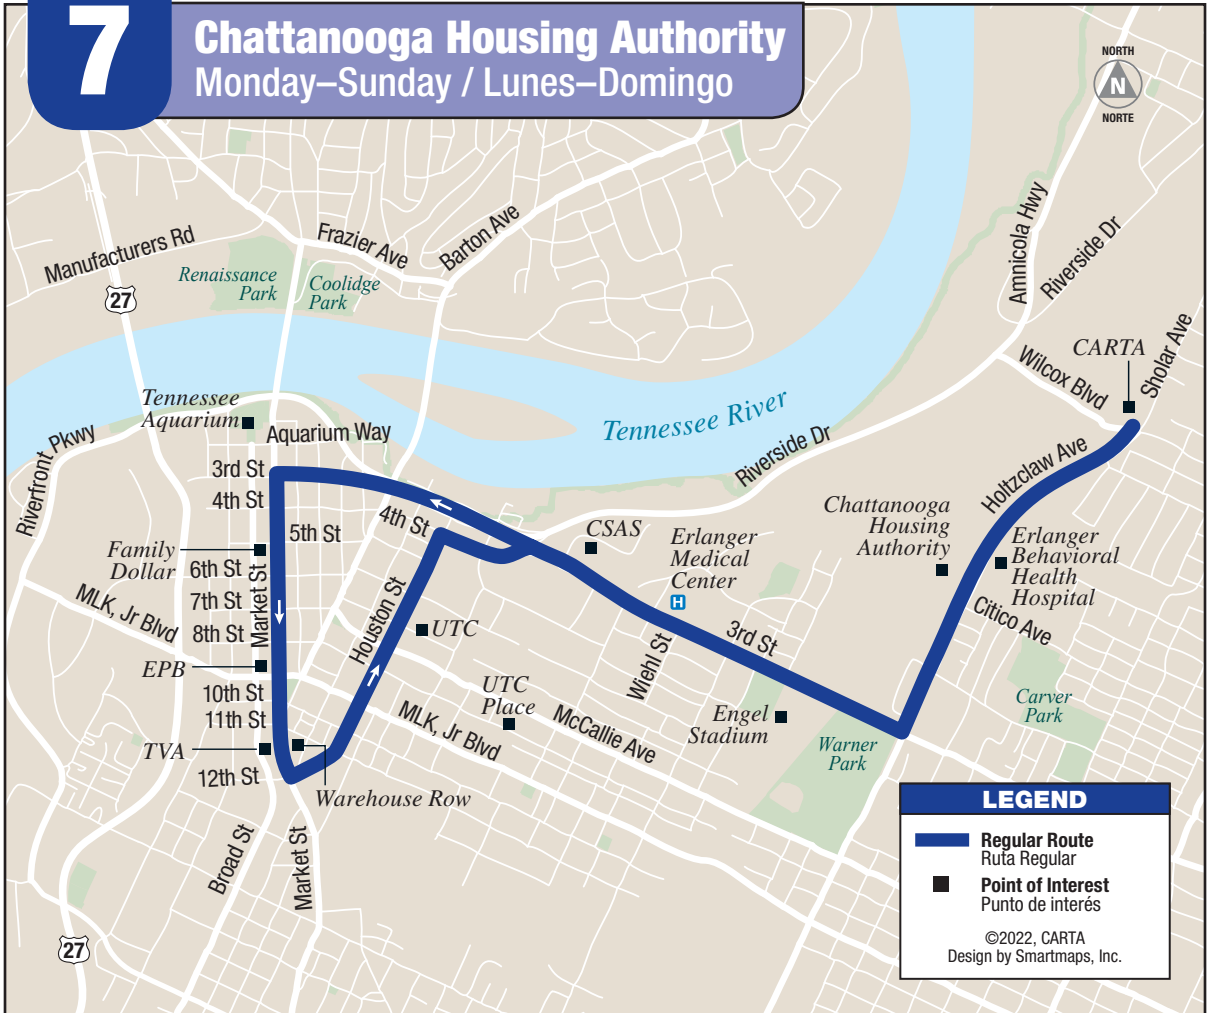 7
Chattanooga Housing Authority
Monday–Sunday / Lunes–Domingo
NORTH
N
NORTE
Manufacturers Rd
27
Frazier Ave
Barton Ave
Renaissance
Park
Coolidge
Park
Amnicola Hwy
Riverside Dr
CARTA
Sholar Ave
Wilcox Blvd
Tennessee
Aquarium
Aquarium Way
Tennessee River
Riverfront Pkwy
Riverside Dr
Holtzclaw Ave
3rd St
4th St
5th St
4th St
CSAS
Erlanger
Medical
Center
H
Chattanooga
Housing
Authority
Erlanger
Behavioral
Health
Hospital
Citico Ave
Family
Dollar
6th St
7th St
8th St
Market St
MLK, Jr Blvd
Houston St
UTC
EPB
10th St
11th St
UTC
Place
Wiehl St
3rd St
Carver
Park
Engel
Stadium
Warner
Park
MLK, Jr Blvd
McCallie Ave
TVA
12th St
Warehouse Row
Broad St
Market St
27
LEGEND
Regular Route
Ruta Regular
Point of Interest
Punto de interés
©2022, CARTA
Design by Smartmaps, Inc.